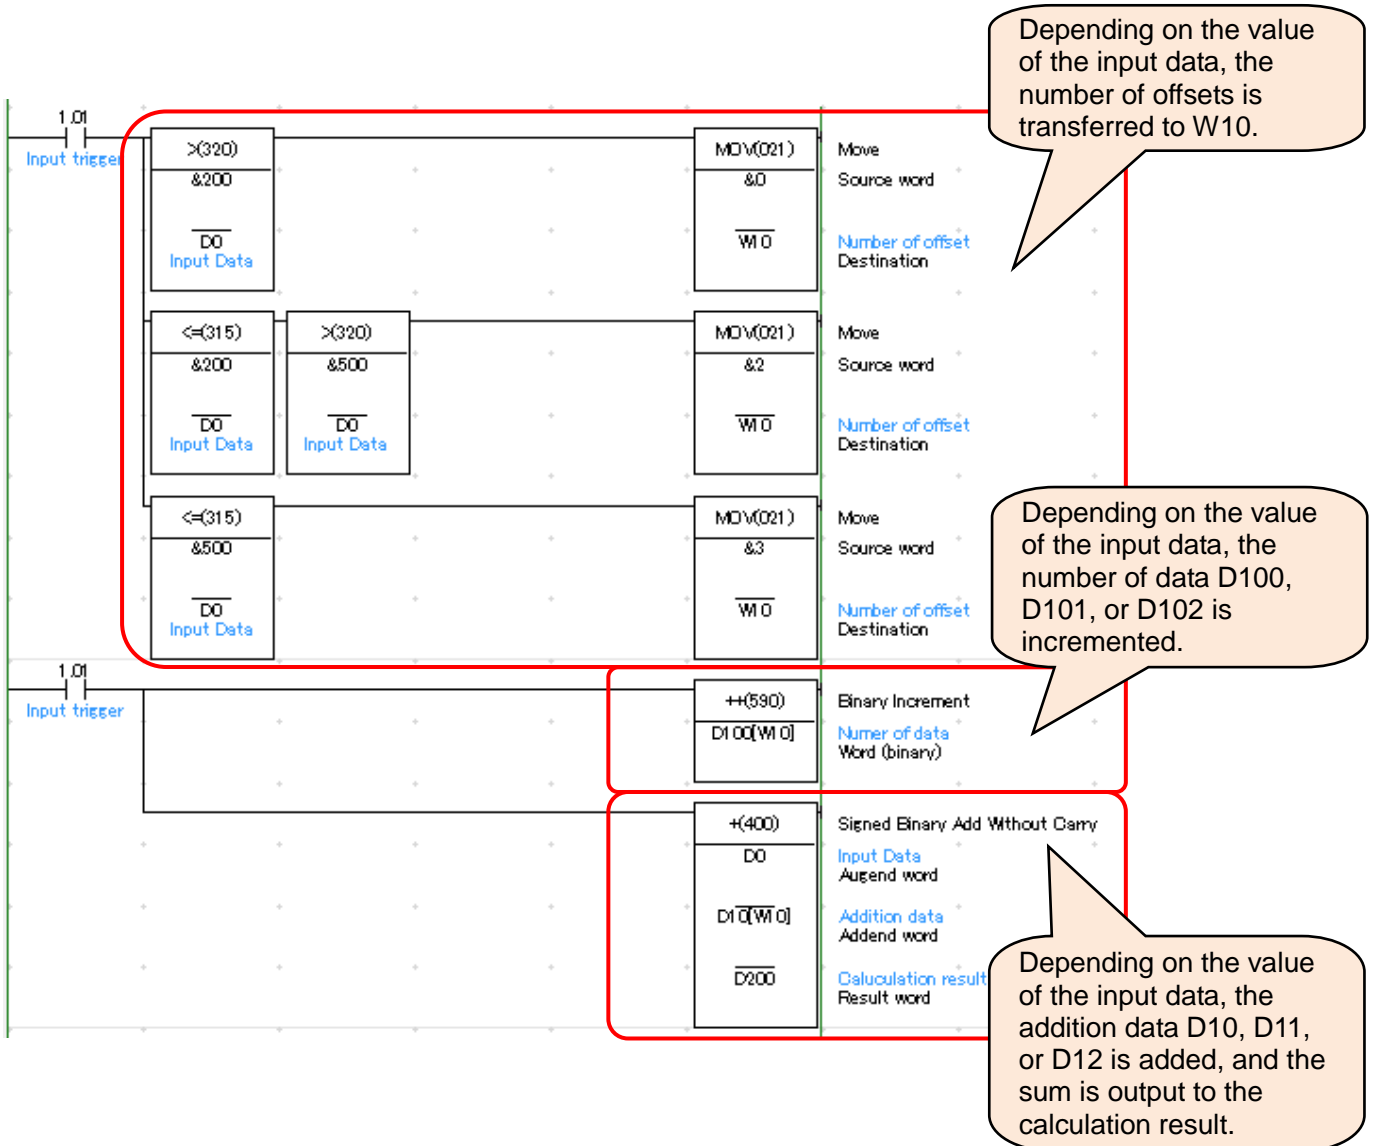 Depending on the value
of the input data, the
number of offsets is
transferred to W10.
1.01
Input trigger
>(320)
&200
D0
Input Data
MOV(021)
&0
W10
Move
Source word
Number of offset
Destination
<=(315)
&200
D0
Input Data
>(320)
&500
D0
Input Data
MOV(021)
&2
W10
Move
Source word
Number of offset
Destination
<=(315)
&500
D0
Input Data
MOV(021)
&3
W10
Move
Source word
Number of offset
Destination
Depending on the value
of the input data, the
number of data D100,
D101, or D102 is
incremented.
1.01
Input trigger
++(590)
D100[W10]
Binary Increment
Numer of data
Word (binary)
+(400)
D0
D10[W10]
D200
Signed Binary Add Without Carry
Input Data
Augend word
Addition data
Addend word
Caluculation result
Result word
Depending on the value
of the input data, the
addition data D10, D11,
or D12 is added, and the
sum is output to the
calculation result.